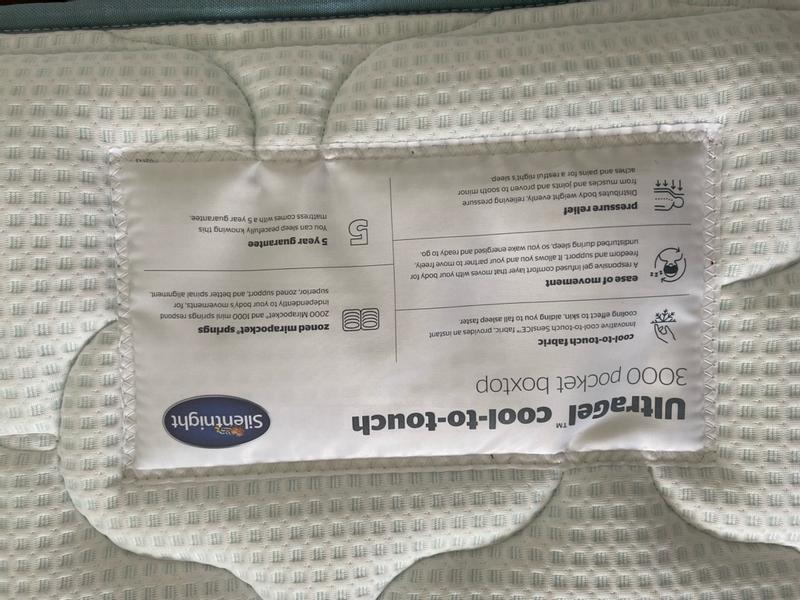 UltraGel™ cool-to-touch
3000 pocket boxtop
Silentnight
cool-to-touch fabric
Innovative cool-to-touch SensICE™ fabric, provides an instant
cooling effect to skin, aiding you to fall asleep faster.
ease of movement
A responsive gel infused comfort layer that moves with your body for
freedom and support. It allows you and your partner to move freely,
undisturbed during sleep, so you wake energised and ready to go.
pressure relief
Distributes body weight evenly, relieving pressure
from muscles and joints and proven to sooth minor
aches and pains for a restful night's sleep.
zoned mirapocket® springs
2000 Mirapocket® and 1000 mini springs respond
independently to your body's movements, for
superior, zoned support, and better spinal alignment.
5
5 year guarantee
You can sleep peacefully knowing this
mattress comes with a 5 year guarantee.